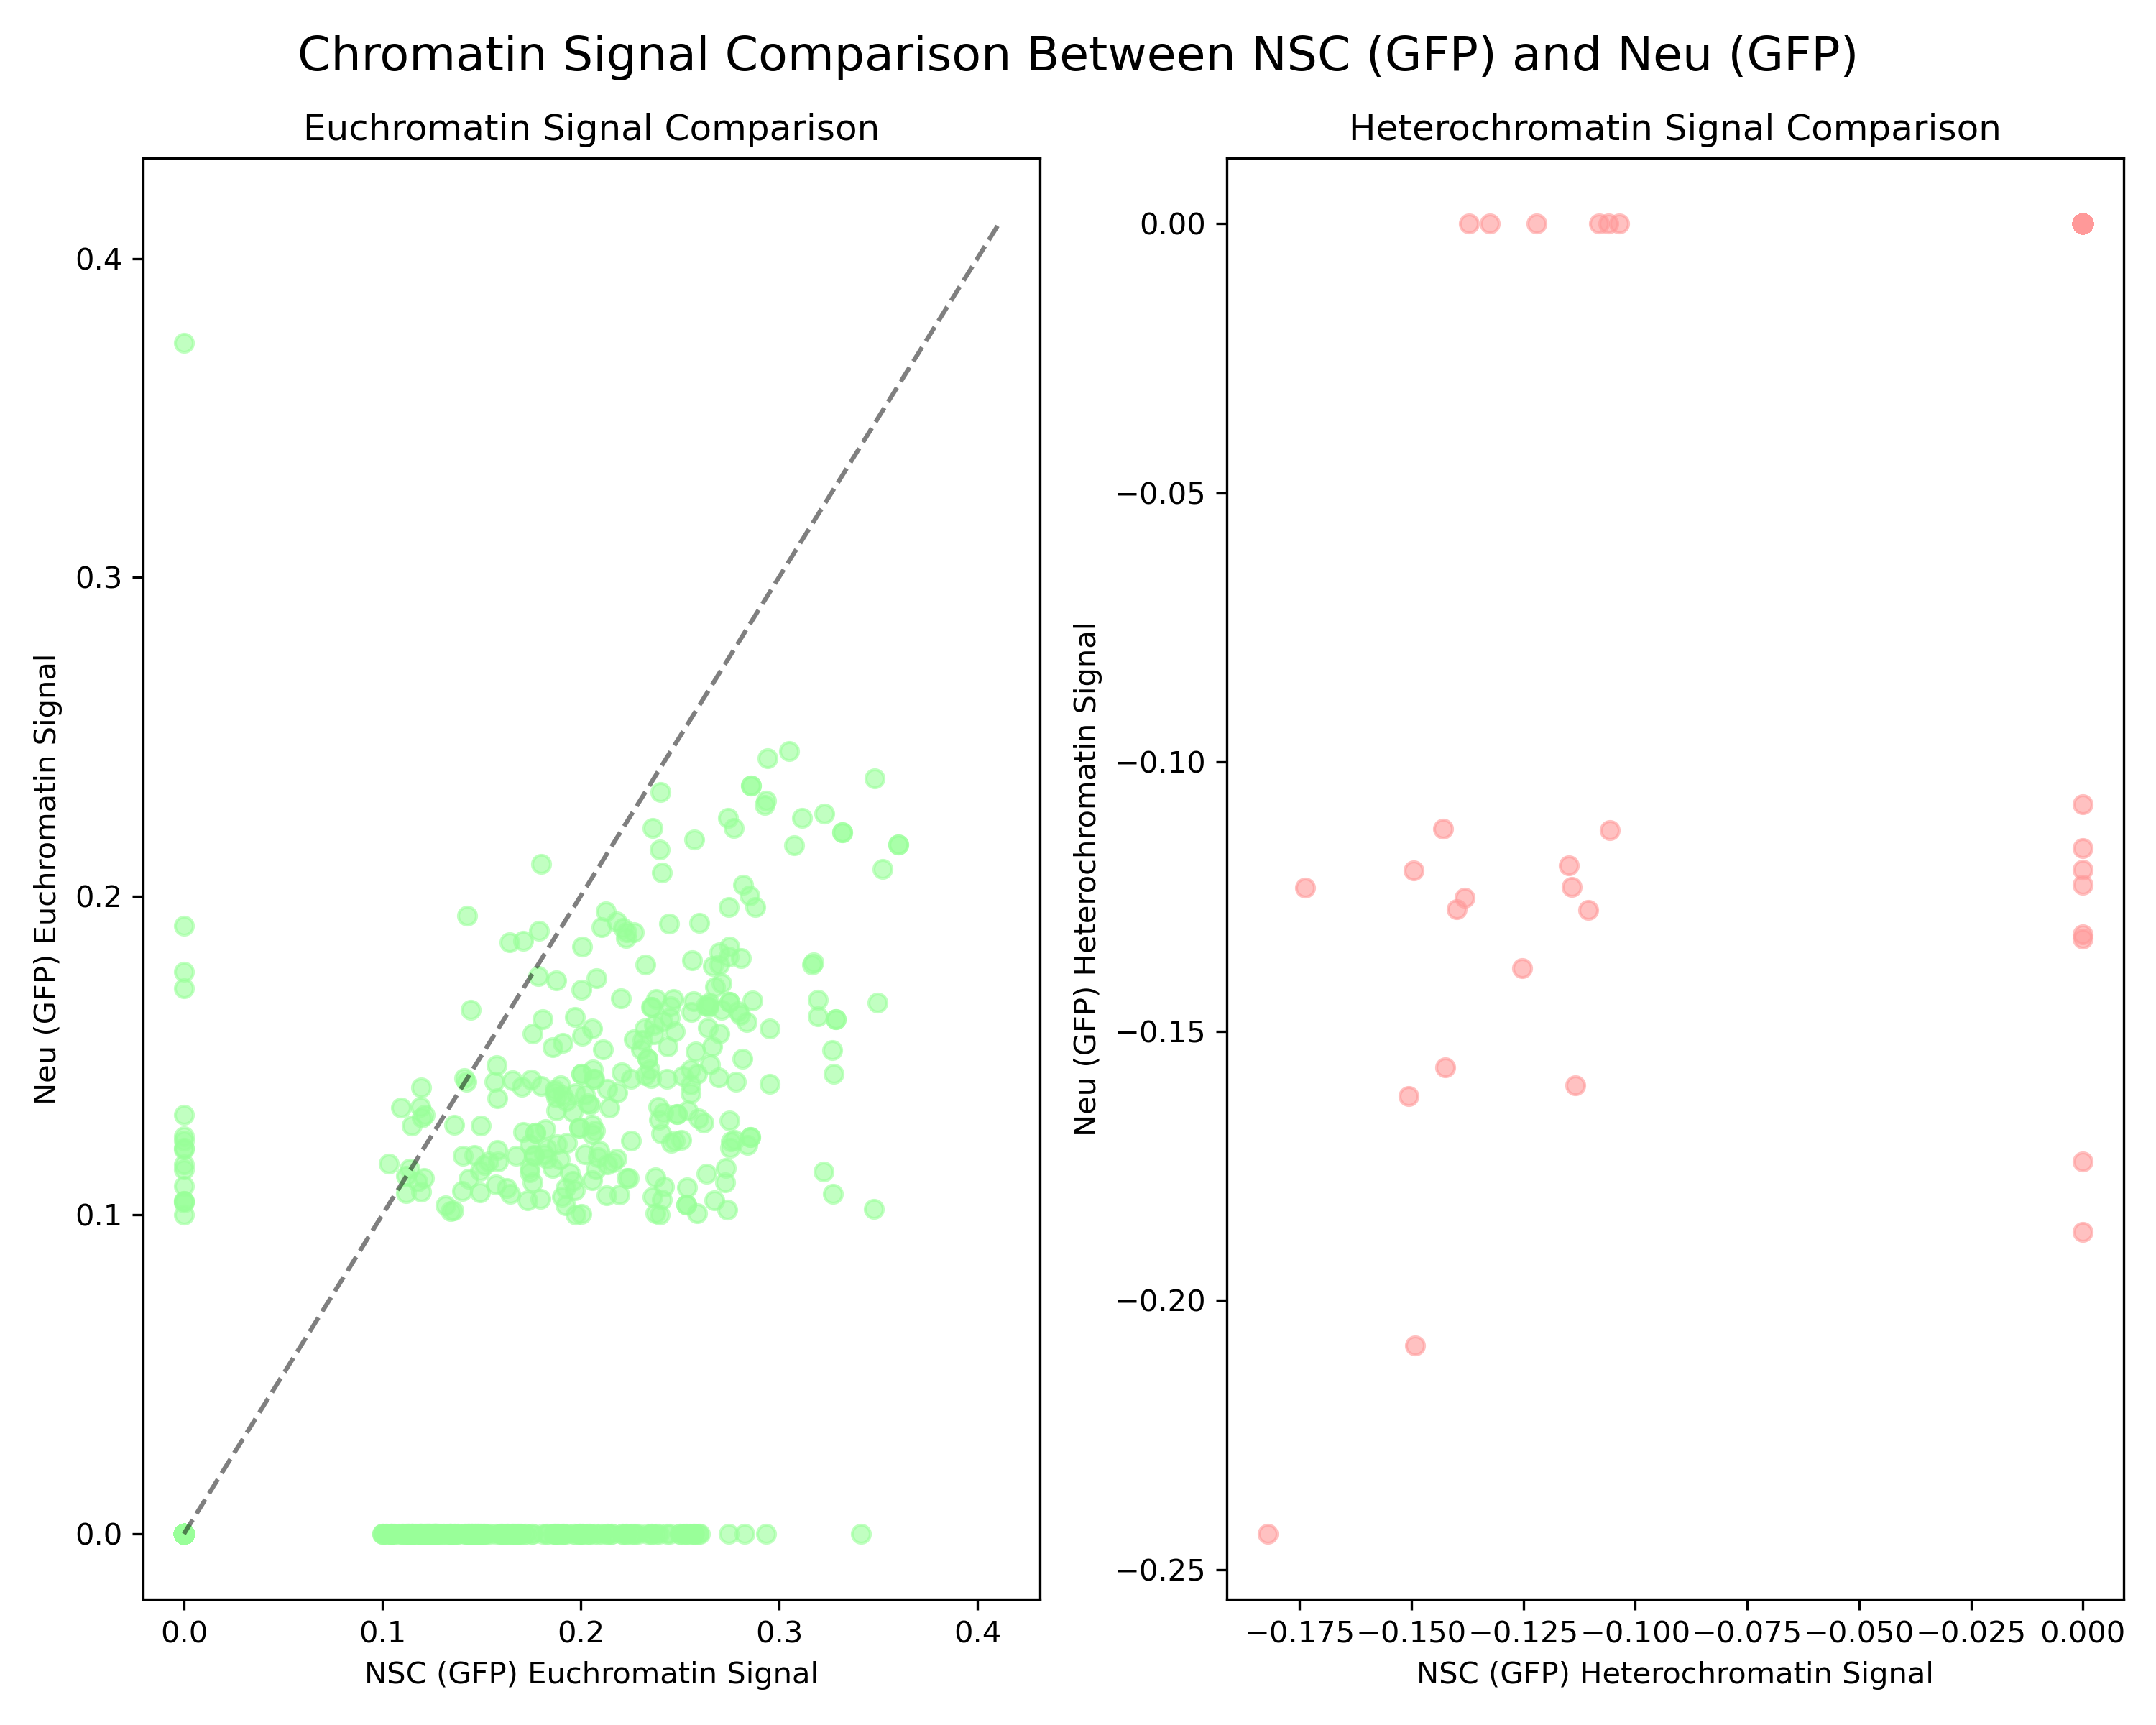 Chromatin Signal Comparison Between NSC (GFP) and Neu (GFP)
Euchromatin Signal Comparison
Neu (GFP) Euchromatin Signal
0.4
0.3
0.2
0.1
0.0
0.0 0.1 0.2 0.3 0.4
NSC (GFP) Euchromatin Signal
Heterochromatin Signal Comparison
Neu (GFP) Heterochromatin Signal
0.00
−0.05
−0.10
−0.15
−0.20
−0.25
−0.175 −0.150 −0.125 −0.100 −0.075 −0.050 −0.025 0.000
NSC (GFP) Heterochromatin Signal